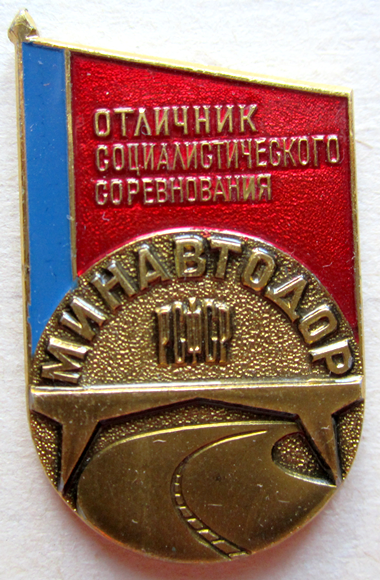 ОТЛИЧНИК
СОЦИАЛИСТИЧЕСКОГО
СОРЕВНОВАНИЯ
МИНАВТОДОР
РСФСР